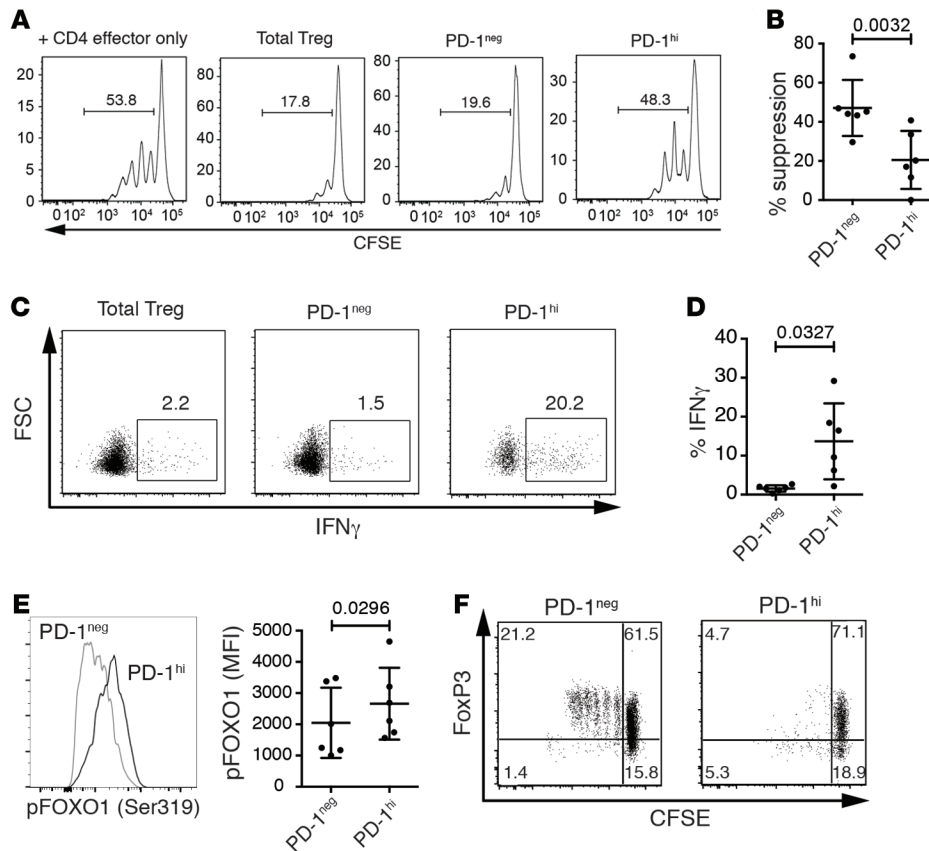 A
+ CD4 effector only
Total Treg
PD-1neg
PD-1hi
20
15
10
5
0
53.8
0 10² 10³ 10⁴ 10⁵
80
60
40
20
0
17.8
0 10² 10³ 10⁴ 10⁵
80
60
40
20
0
19.6
0 10² 10³ 10⁴ 10⁵
30
20
10
0
48.3
0 10² 10³ 10⁴ 10⁵
CFSE
B
0.0032
% suppression
80
60
40
20
0
PD-1neg
PD-1hi
C
Total Treg
PD-1neg
PD-1hi
FSC
2.2
1.5
20.2
IFNγ
D
0.0327
% IFNγ
40
30
20
10
0
PD-1neg
PD-1hi
E
PD-1neg
PD-1hi
pFOXO1 (Ser319)
0.0296
pFOXO1 (MFI)
5000
4000
3000
2000
1000
0
PD-1neg
PD-1hi
F
PD-1neg
PD-1hi
FoxP3
21.2
61.5
1.4
15.8
4.7
71.1
5.3
18.9
CFSE